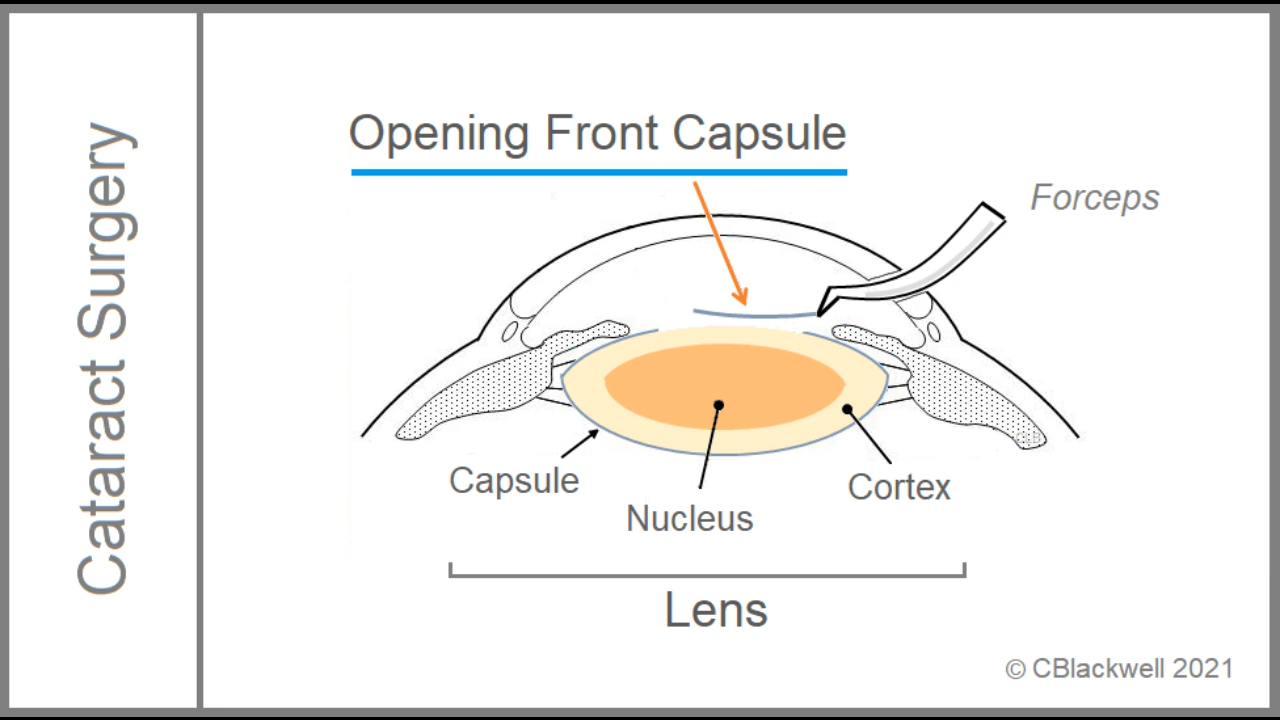 Cataract Surgery
Opening Front Capsule
Forceps
Capsule
Nucleus
Cortex
Lens
© CBlackwell 2021